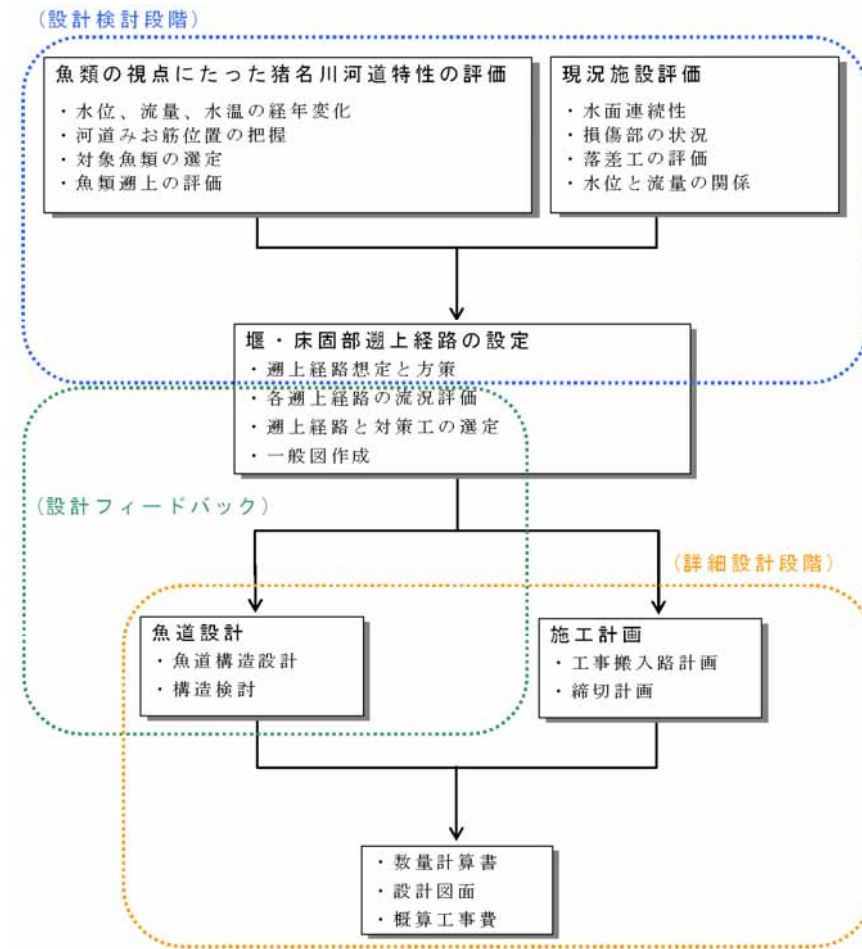 (設計検討段階)
魚類の視点にたった猪名川河道特性の評価
・水位、流量、水温の経年変化
・河道みお筋位置の把握
・対象魚類の選定
・魚類遡上の評価
現況施設評価
・水面連続性
・損傷部の状況
・落差工の評価
・水位と流量の関係
堰・床固部遡上経路の設定
・遡上経路想定と方策
・各遡上経路の流況評価
・遡上経路と対策工の選定
・一般図作成
(設計フィードバック)
(詳細設計段階)
魚道設計
・魚道構造設計
・構造検討
施工計画
・工事搬入路計画
・締切計画
・数量計算書
・設計図面
・概算工事費